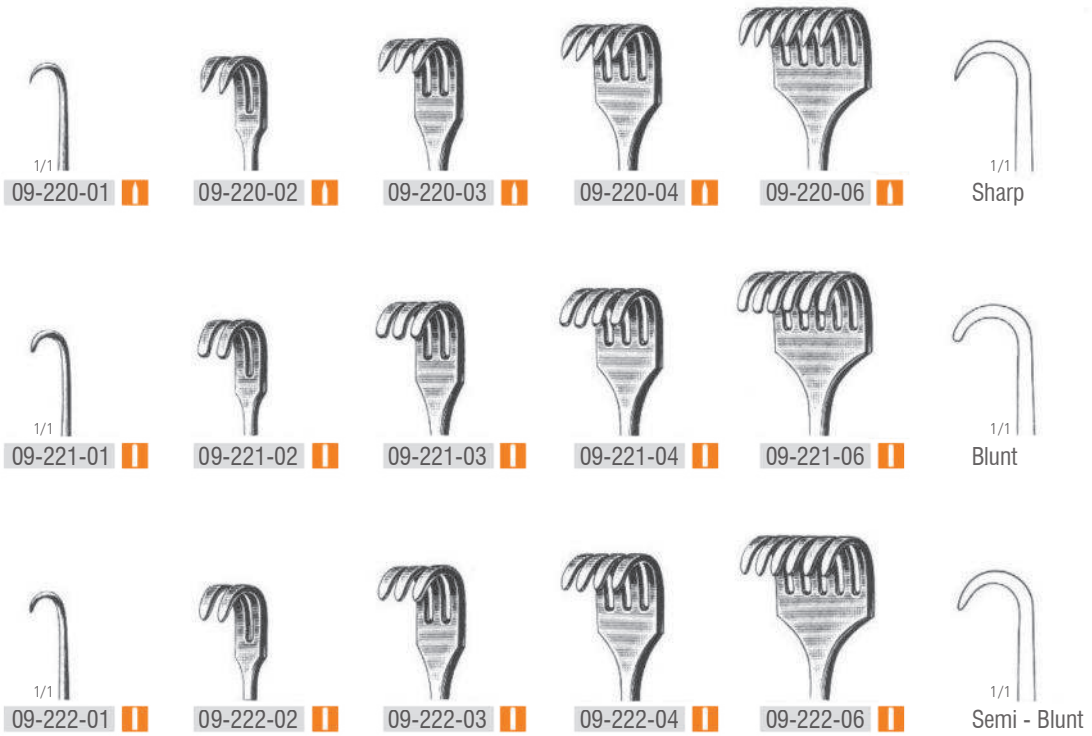 1/1 1/1
09-220-01 09-220-02 09-220-03 09-220-04 09-220-06 Sharp
1/1 1/1
09-221-01 09-221-02 09-221-03 09-221-04 09-221-06 Blunt
1/1 1/1
09-222-01 09-222-02 09-222-03 09-222-04 09-222-06 Semi - Blunt